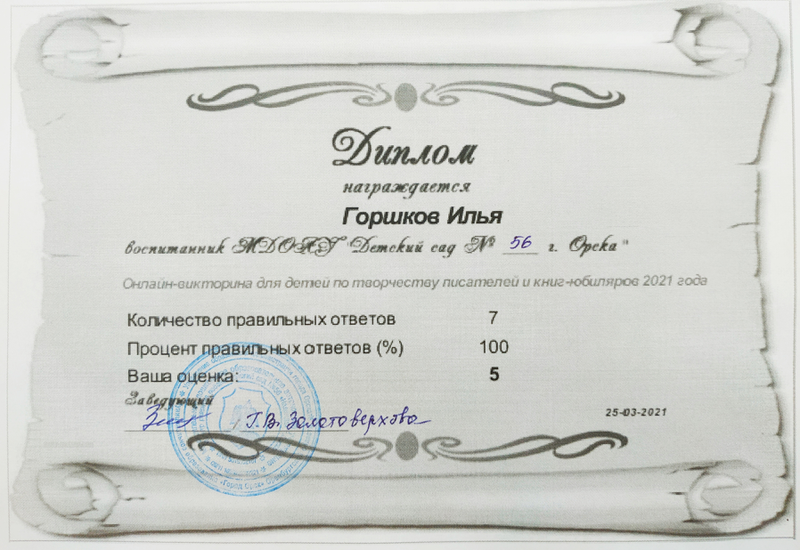 Диплом
награждается
Горшков Илья
воспитанник МДОАУ "Детский сад № 56 г. Орска"
Онлайн-викторина для детей по творчеству писателей и книг-юбиляров 2021 года
Количество правильных ответов 7
Процент правильных ответов (%) 100
Ваша оценка: 5
Заведующий
Г.В. Золотоверхова
25-03-2021
"Город Орск"